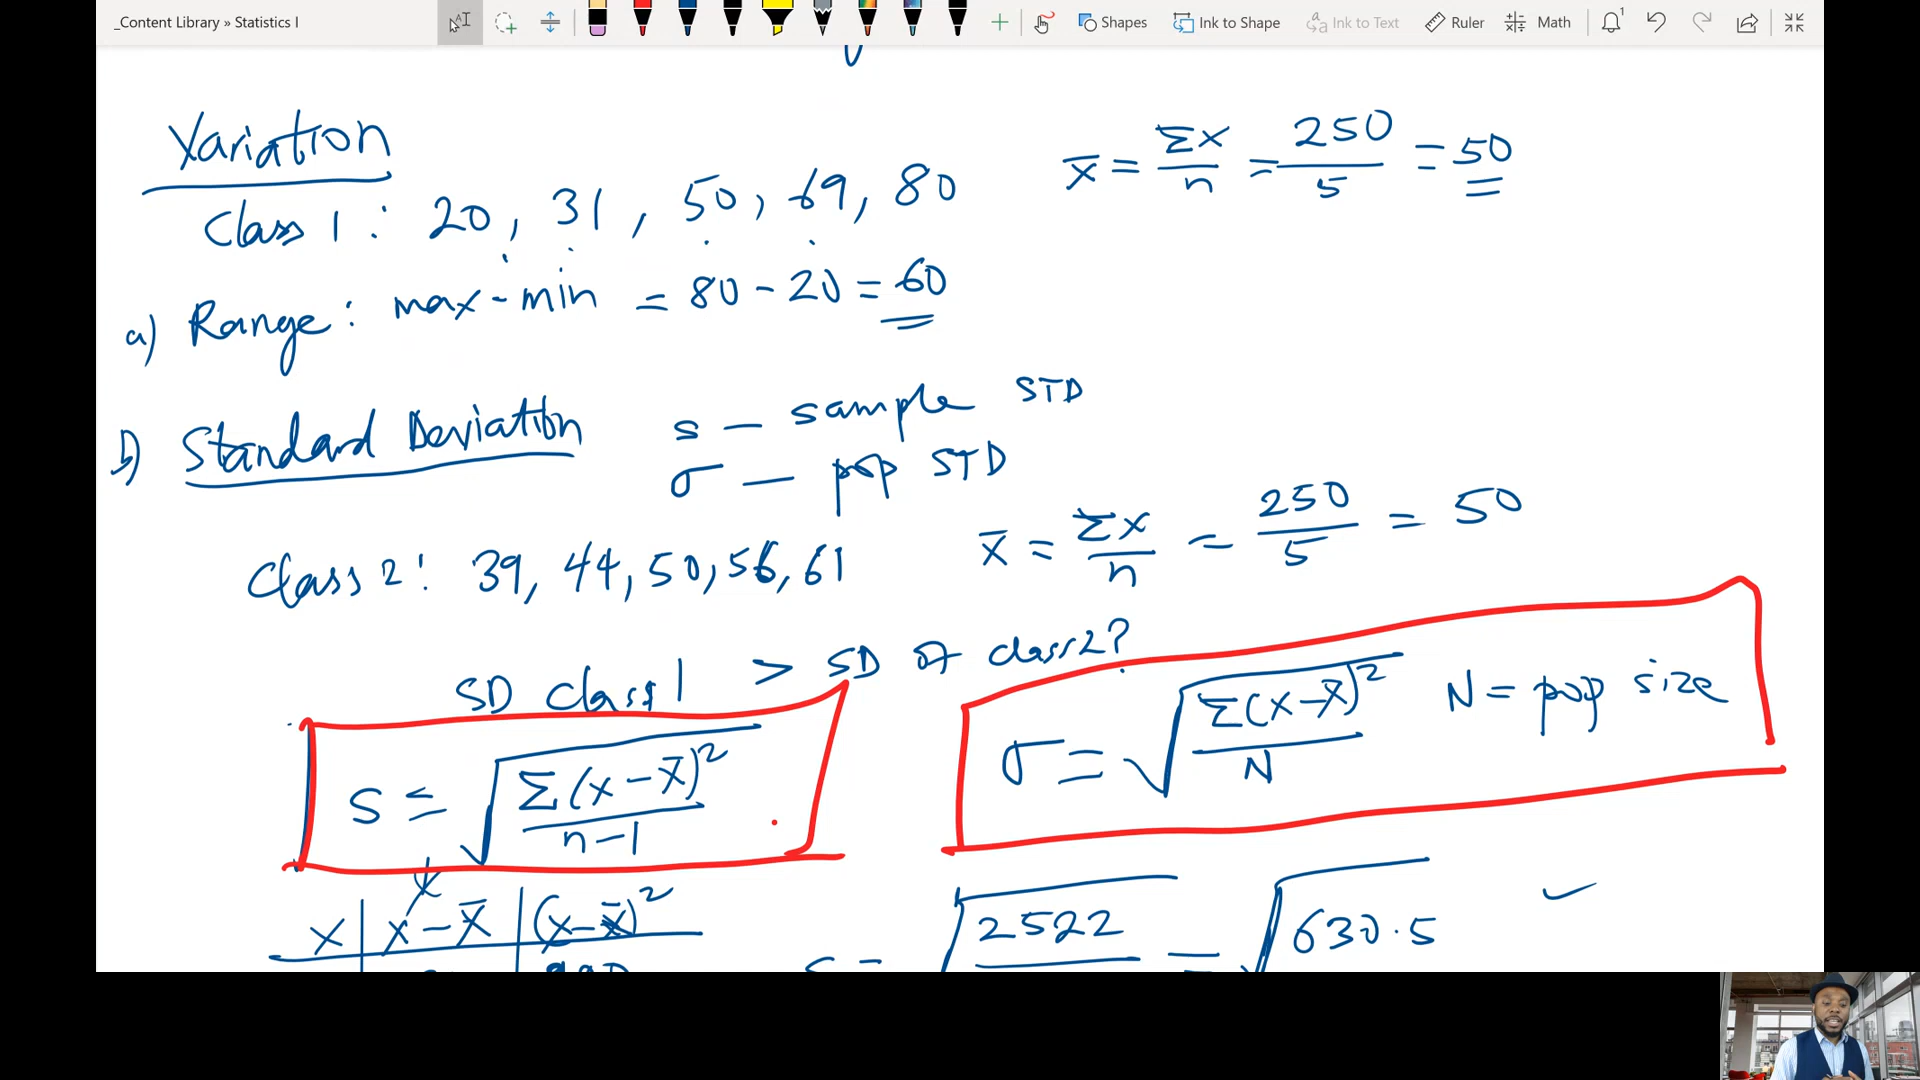 _Content Library » Statistics I
Shapes
Ink to Shape
Ink to Text
Ruler
Math
1
Variation
Class 1 : 20, 31, 50, 69, 80
x̄ = Σx/n = 250/5 = 50
a) Range : max - min = 80 - 20 = 60
b) Standard Deviation
s — sample STD
σ — pop STD
Class 2 : 39, 44, 50, 56, 61
x̄ = Σx/n = 250/5 = 50
SD class 1 > SD of class 2?
s = √(Σ(x-x̄)²/(n-1))
σ = √(Σ(x-x̄)²/N) N = pop size
x | x - x̄ | (x-x̄)²
√2522 = √630.5 ✓